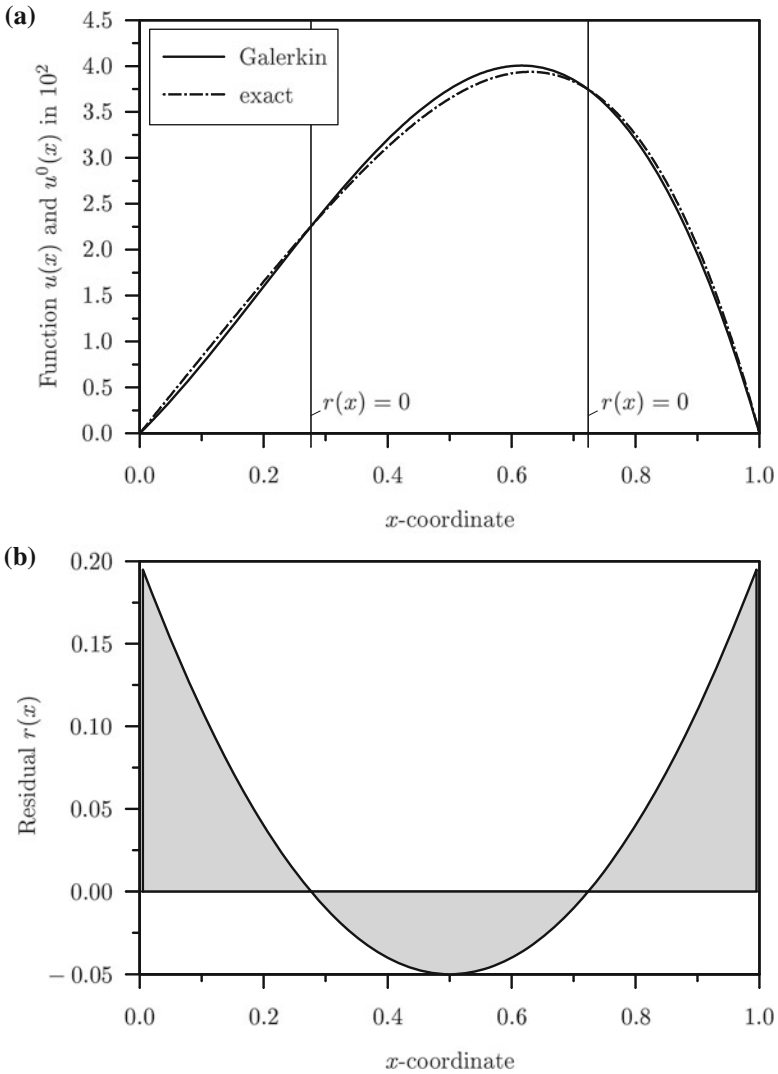 (a)
4.5
4.0
3.5
3.0
2.5
2.0
1.5
1.0
0.5
0.0
Function u(x) and u⁰(x) in 10²
Galerkin
exact
r(x) = 0
r(x) = 0
0.0 0.2 0.4 0.6 0.8 1.0
x-coordinate
(b)
0.20
0.15
0.10
0.05
0.00
− 0.05
Residual r(x)
0.0 0.2 0.4 0.6 0.8 1.0
x-coordinate